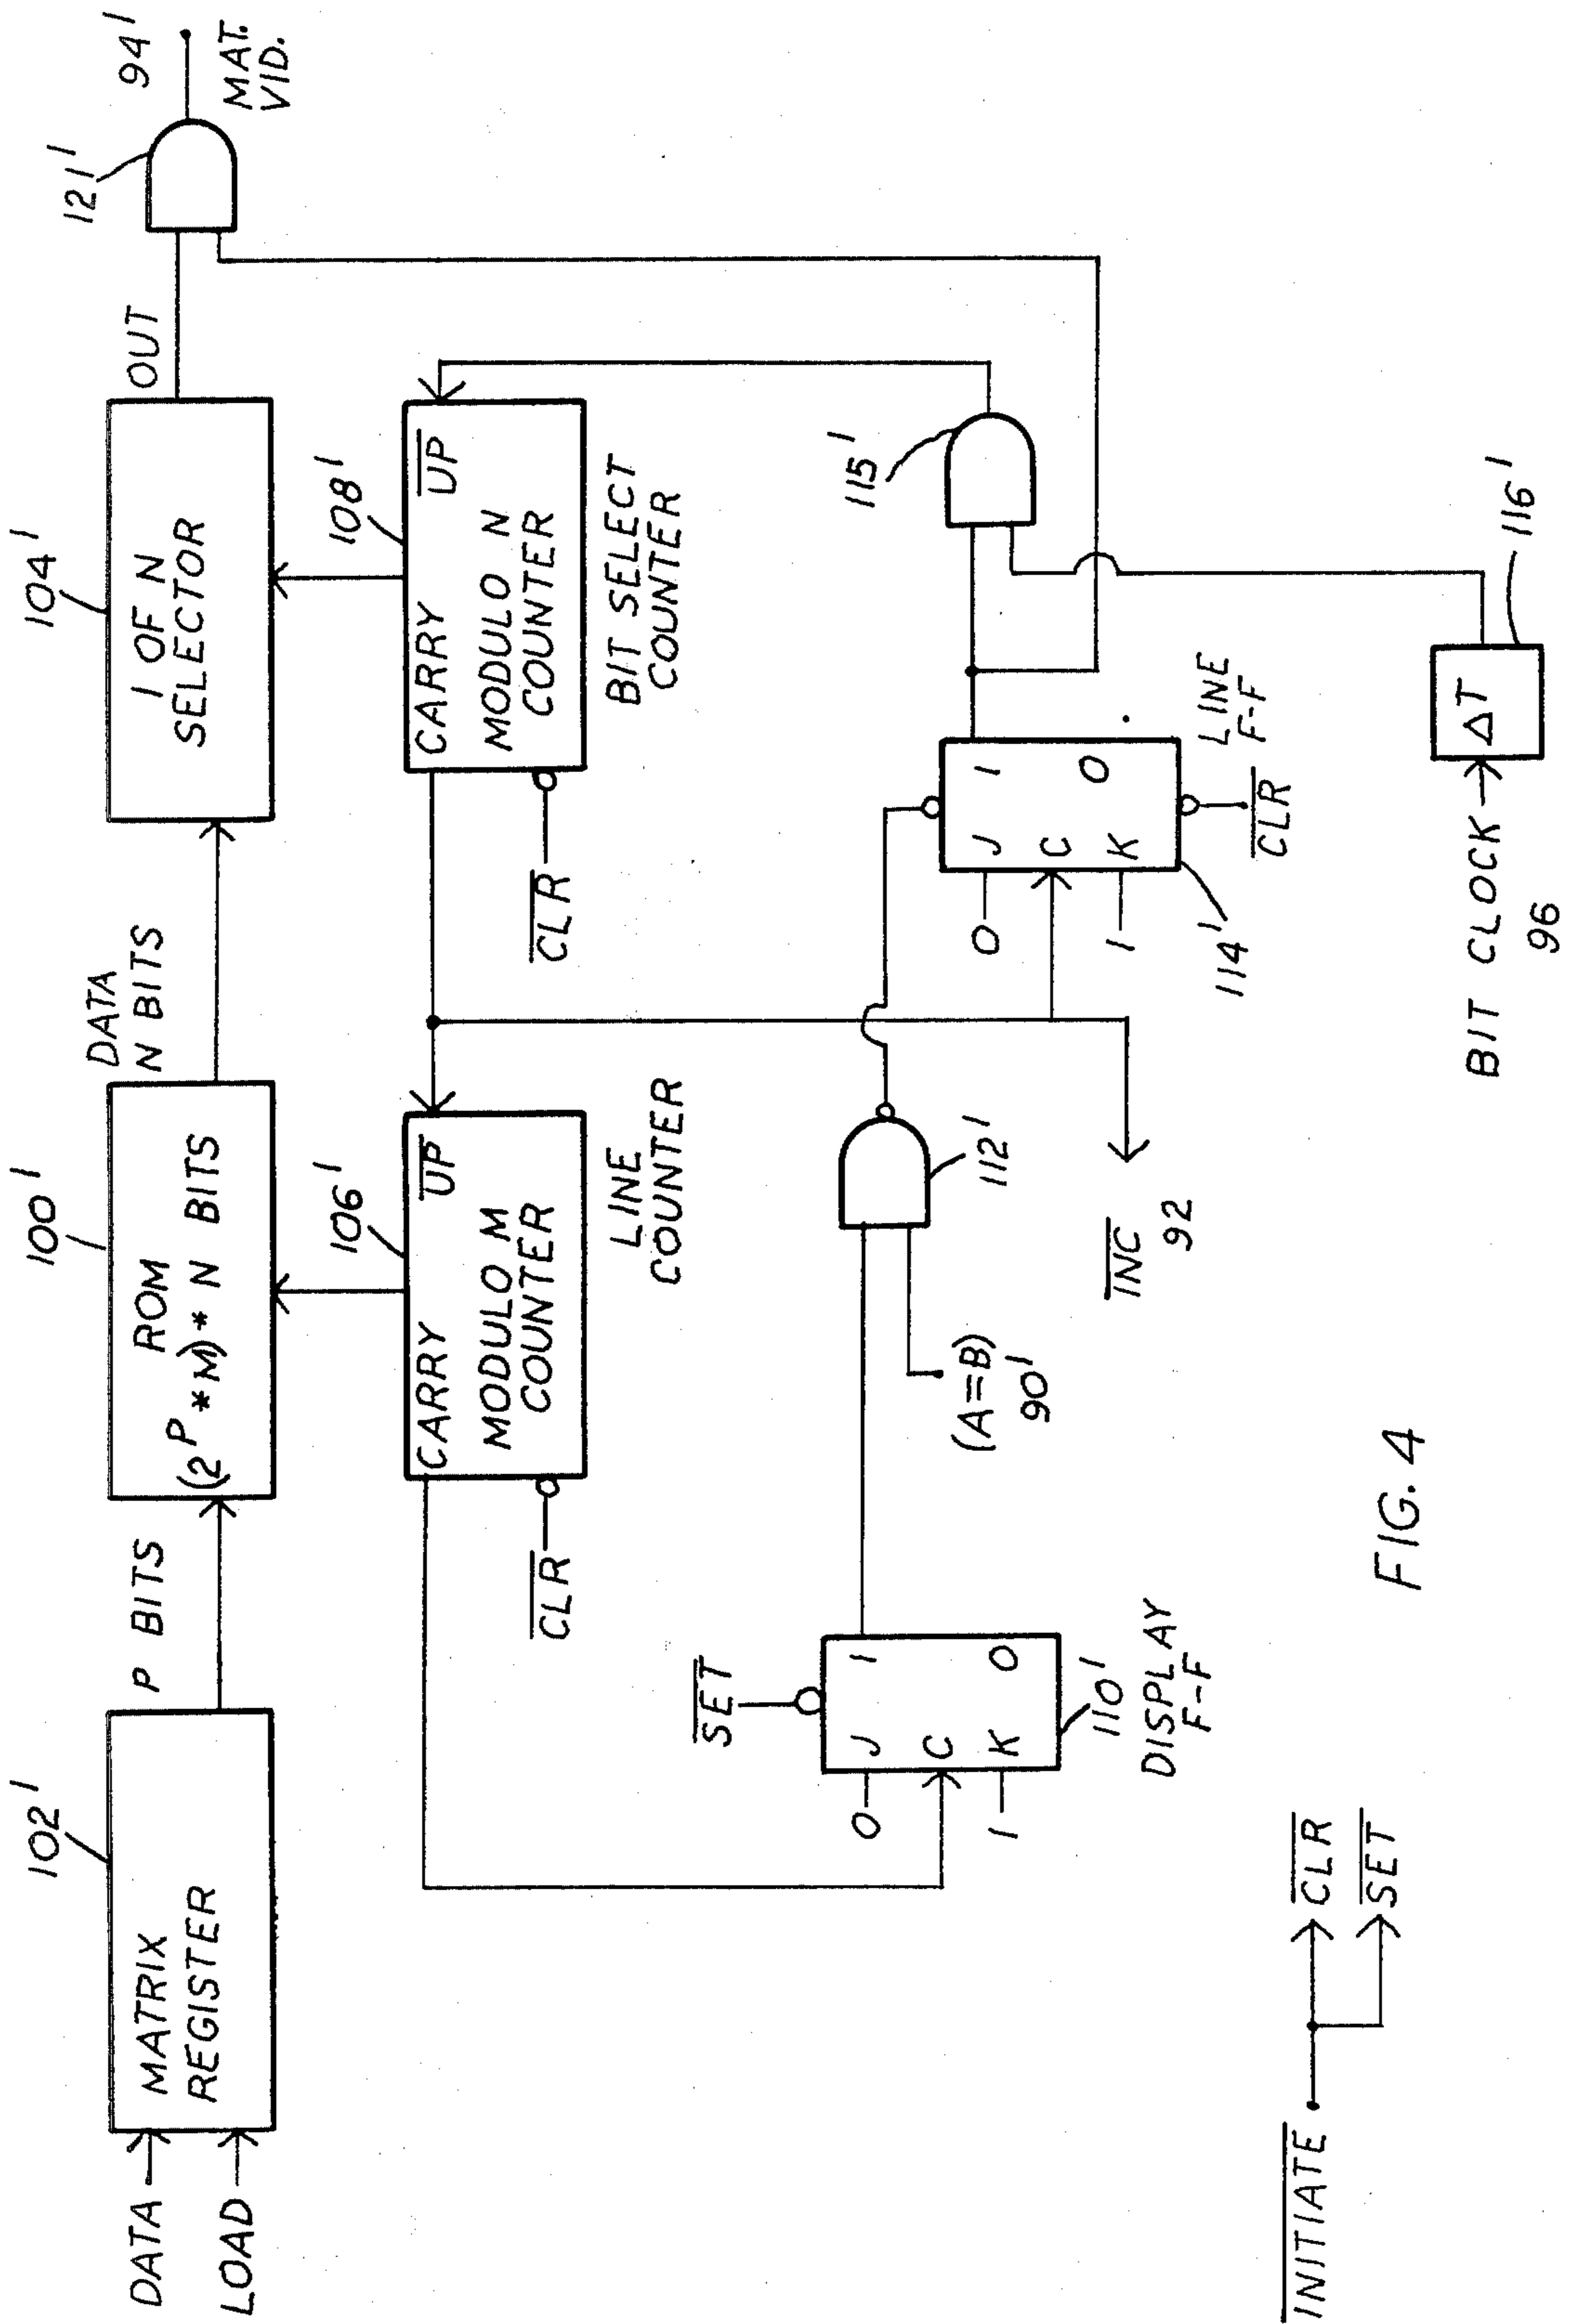 102'
100'
104'
121'
94'
DATA
LOAD
MATRIX
REGISTER
P BITS
ROM
(2^P * M) * N BITS
DATA
N BITS
1 OF N
SELECTOR
OUT
MAT.
VID.
106'
108'
CARRY
UP
MODULO M
COUNTER
CLR
LINE
COUNTER
CARRY
UP
MODULO N
COUNTER
CLR
BIT SELECT
COUNTER
SET
0
J
1
C
1
K
0
110'
DISPLAY
F-F
(A=B)
90'
112'
INC
92
0
J
1
C
1
K
0
114'
CLR
LINE
F-F
115'
116'
ΔT
BIT CLOCK
96
INITIATE
CLR
SET
FIG. 4